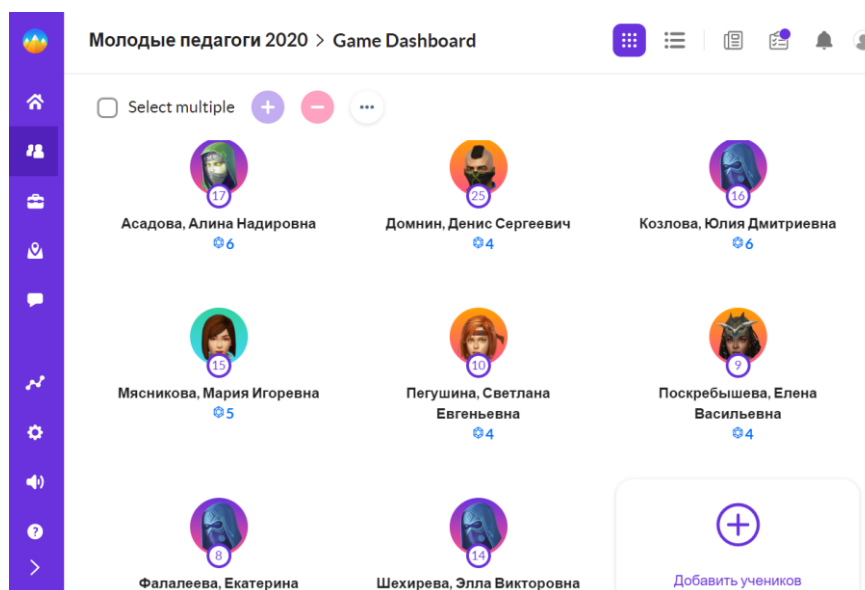 Молодые педагоги 2020 > Game Dashboard
Select multiple
17
25
16
Асадова, Алина Надировна
Домнин, Денис Сергеевич
Козлова, Юлия Дмитриевна
6
4
6
15
10
9
Мясникова, Мария Игоревна
Пегушина, Светлана
Евгеньевна
Поскребышева, Елена
Васильевна
5
4
4
8
14
Фалалеева, Екатерина
Шехирева, Элла Викторовна
Добавить учеников